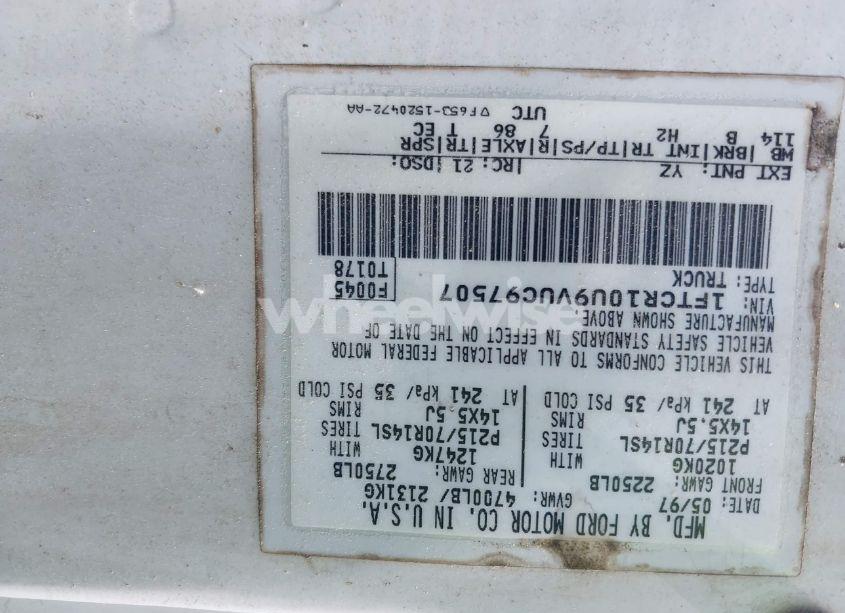 MFD. BY FORD MOTOR CO. IN U.S.A.
DATE: 05/97 GVWR: 4700LB/ 2131KG
FRONT GAWR: 2250LB REAR GAWR: 2750LB
1020KG WITH 1247KG WITH
P215/70R14SL TIRES P215/70R14SL TIRES
14X5.5J RIMS 14X5.5J RIMS
AT 241 kPa/ 35 PSI COLD AT 241 kPa/ 35 PSI COLD
THIS VEHICLE CONFORMS TO ALL APPLICABLE FEDERAL MOTOR
VEHICLE SAFETY STANDARDS IN EFFECT ON THE DATE OF
MANUFACTURE SHOWN ABOVE.
VIN: 1FTCR10U9VUC97507 F0045
TYPE: TRUCK T0178
EXT PNT: YZ |RC: 21 |DSO:
WB |BRK|INT TR|TP/PS|R|AXLE|TR|SPR
114 B H2 7 86 T EC
UTC ▽F65J-1520472-AA
wheelwise